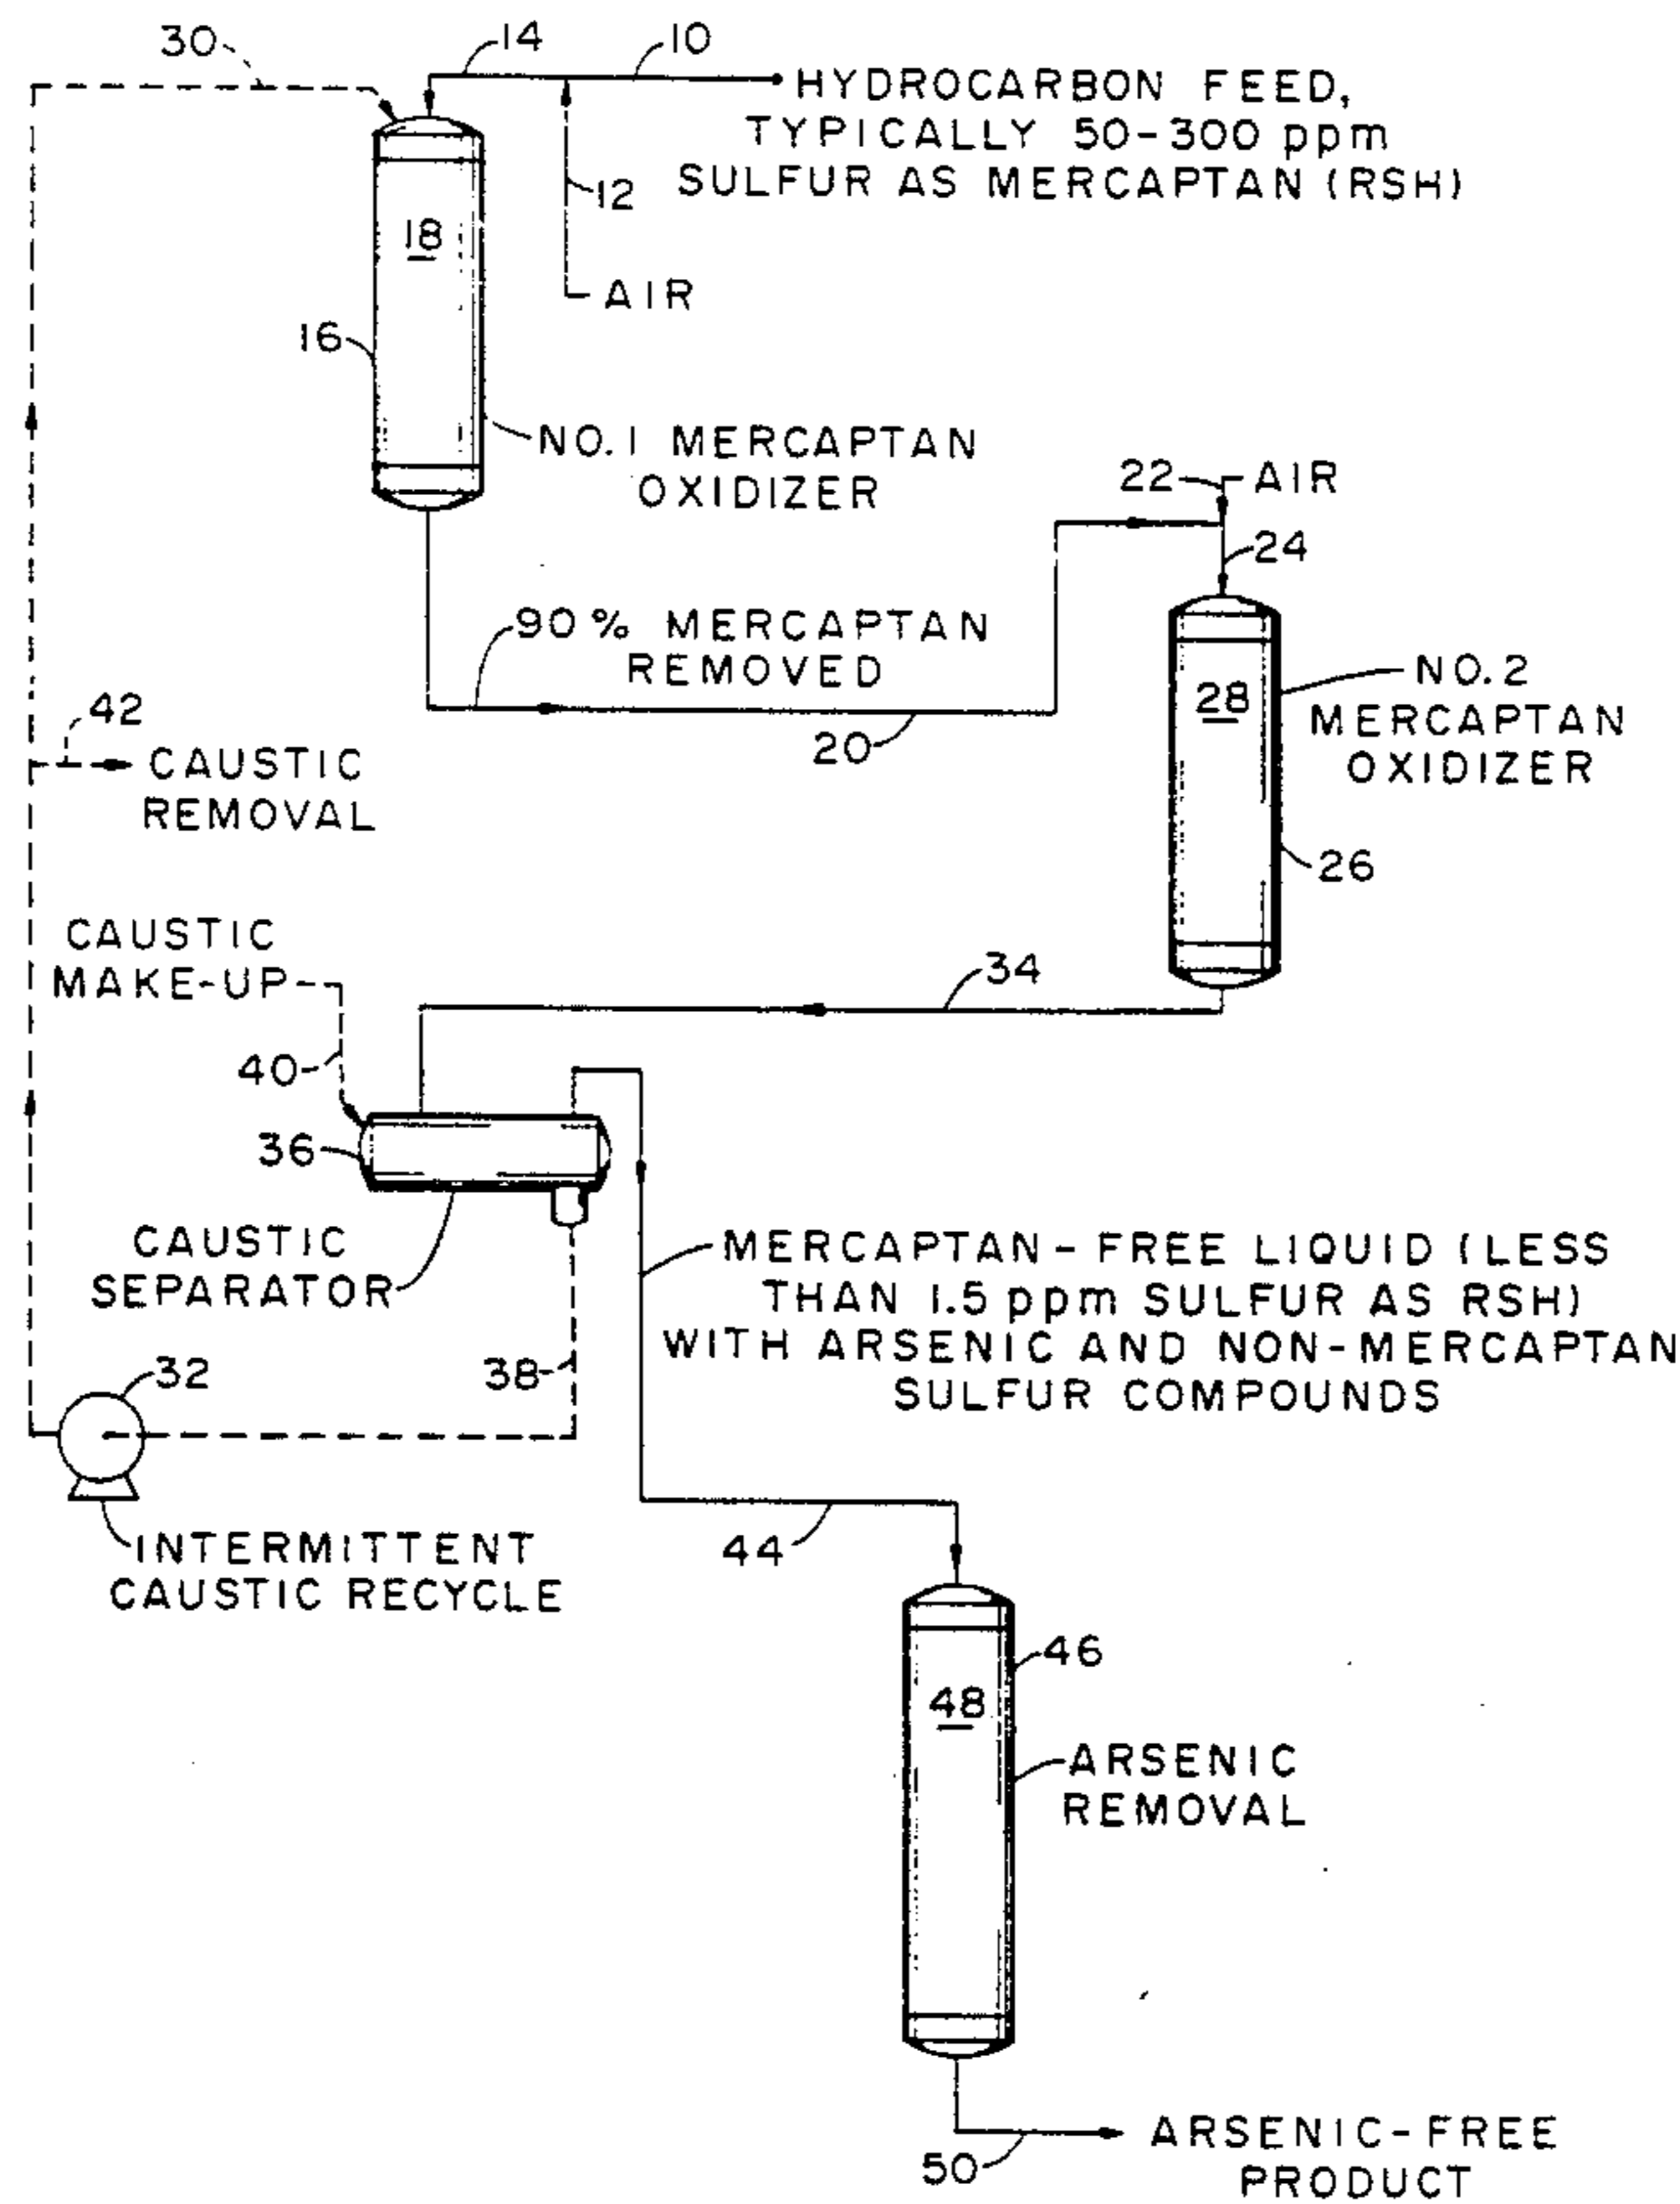 30
14
10
HYDROCARBON FEED,
TYPICALLY 50-300 ppm
SULFUR AS MERCAPTAN (RSH)
12
18
AIR
16
NO. 1 MERCAPTAN
OXIDIZER
22
AIR
24
90% MERCAPTAN
REMOVED
20
28
NO. 2
MERCAPTAN
OXIDIZER
26
42
CAUSTIC
REMOVAL
CAUSTIC
MAKE-UP
34
40
36
CAUSTIC
SEPARATOR
MERCAPTAN-FREE LIQUID (LESS
THAN 1.5 ppm SULFUR AS RSH)
WITH ARSENIC AND NON-MERCAPTAN
SULFUR COMPOUNDS
32
38
INTERMITTENT
CAUSTIC RECYCLE
44
46
48
ARSENIC
REMOVAL
50
ARSENIC-FREE
PRODUCT